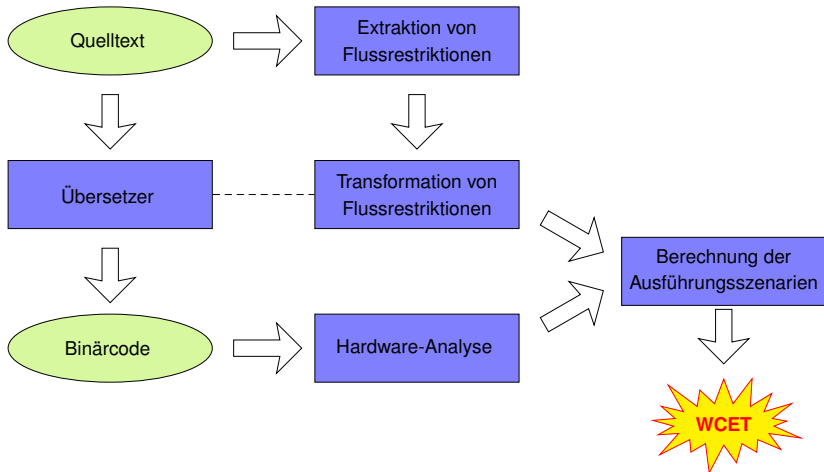 Quelltext
Extraktion von
Flussrestriktionen
Übersetzer
Transformation von
Flussrestriktionen
Berechnung der
Ausführungsszenarien
Binärcode
Hardware-Analyse
WCET